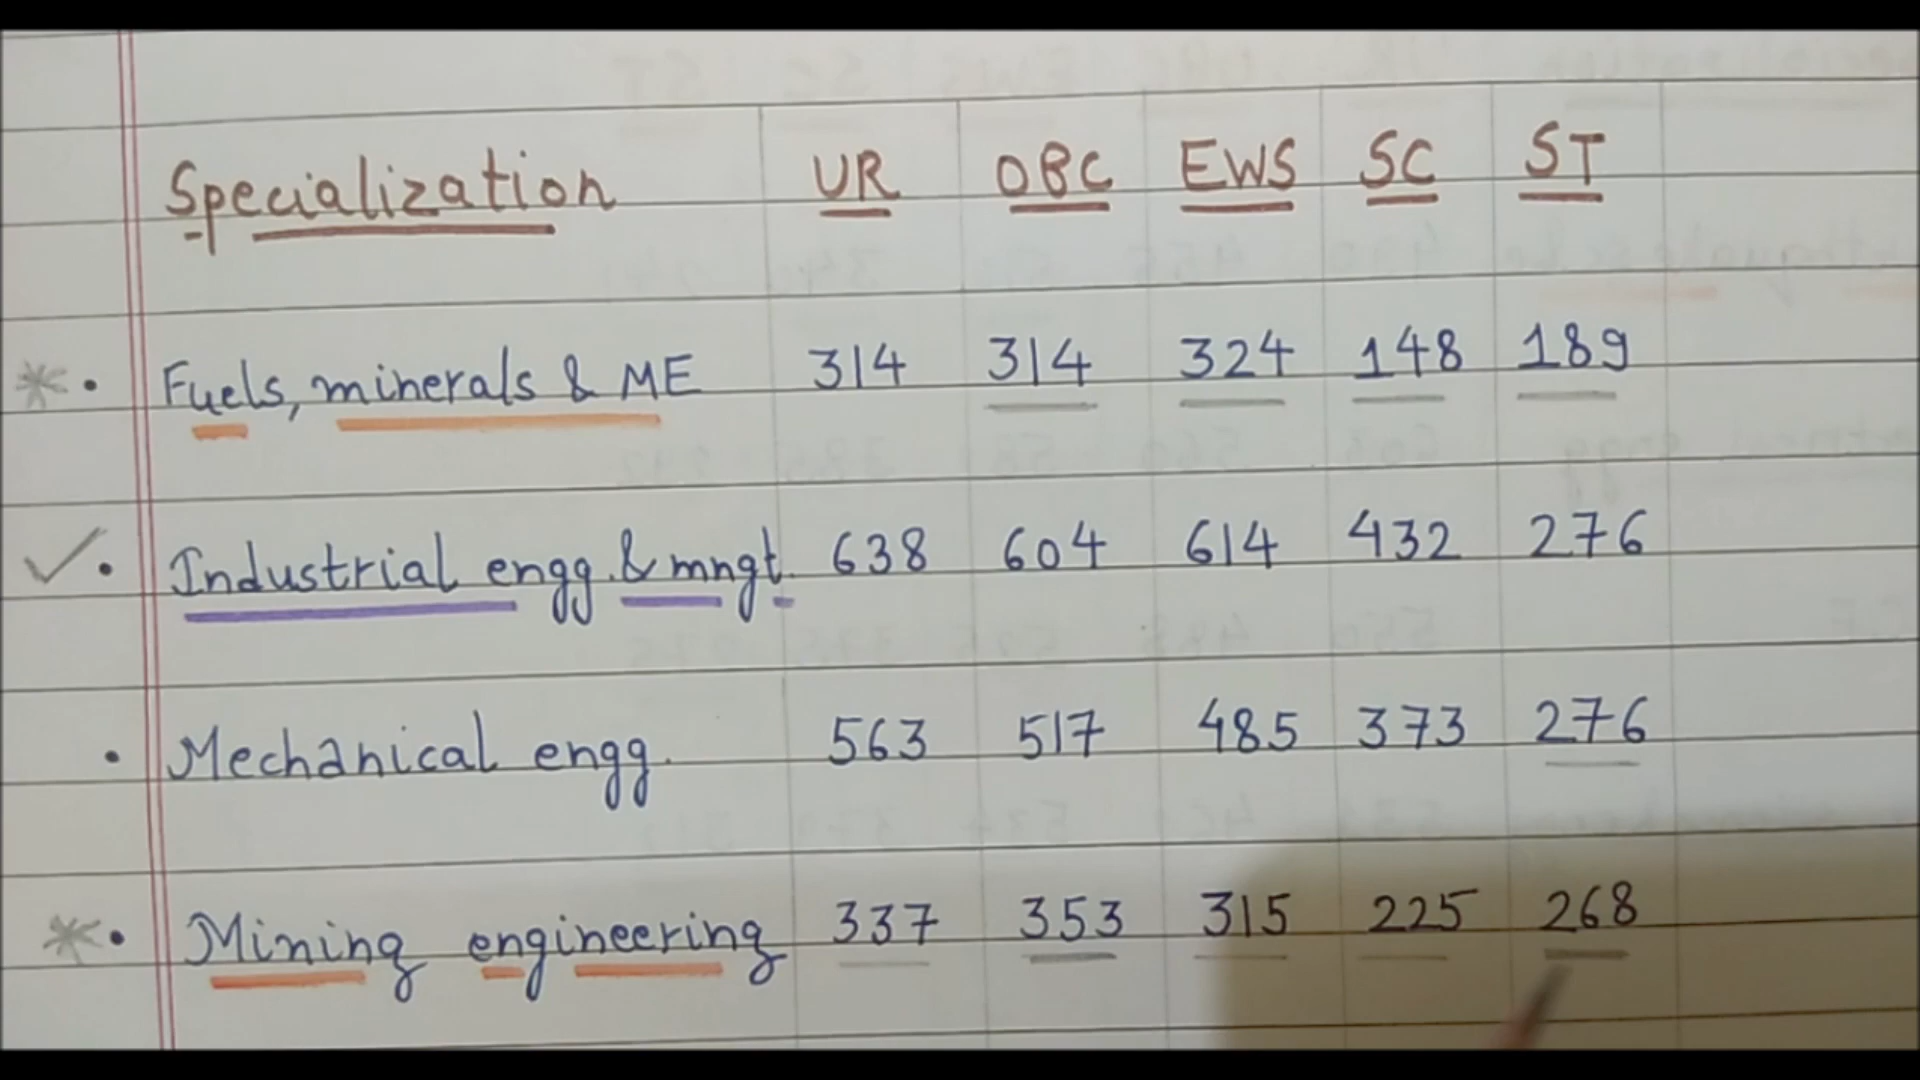 Specialization UR OBC EWS SC ST
* • Fuels, minerals & ME 314 314 324 148 189
✓ • Industrial engg. & mngt. 638 604 614 432 276
• Mechanical engg. 563 517 485 373 276
* • Mining engineering 337 353 315 225 268